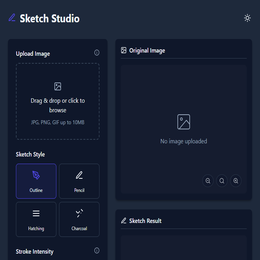 Sketch Studio
Upload Image
Drag & drop or click to
browse
JPG, PNG, GIF up to 10MB
Sketch Style
Outline
Pencil
Hatching
Charcoal
Stroke Intensity
Original Image
No image uploaded
Sketch Result